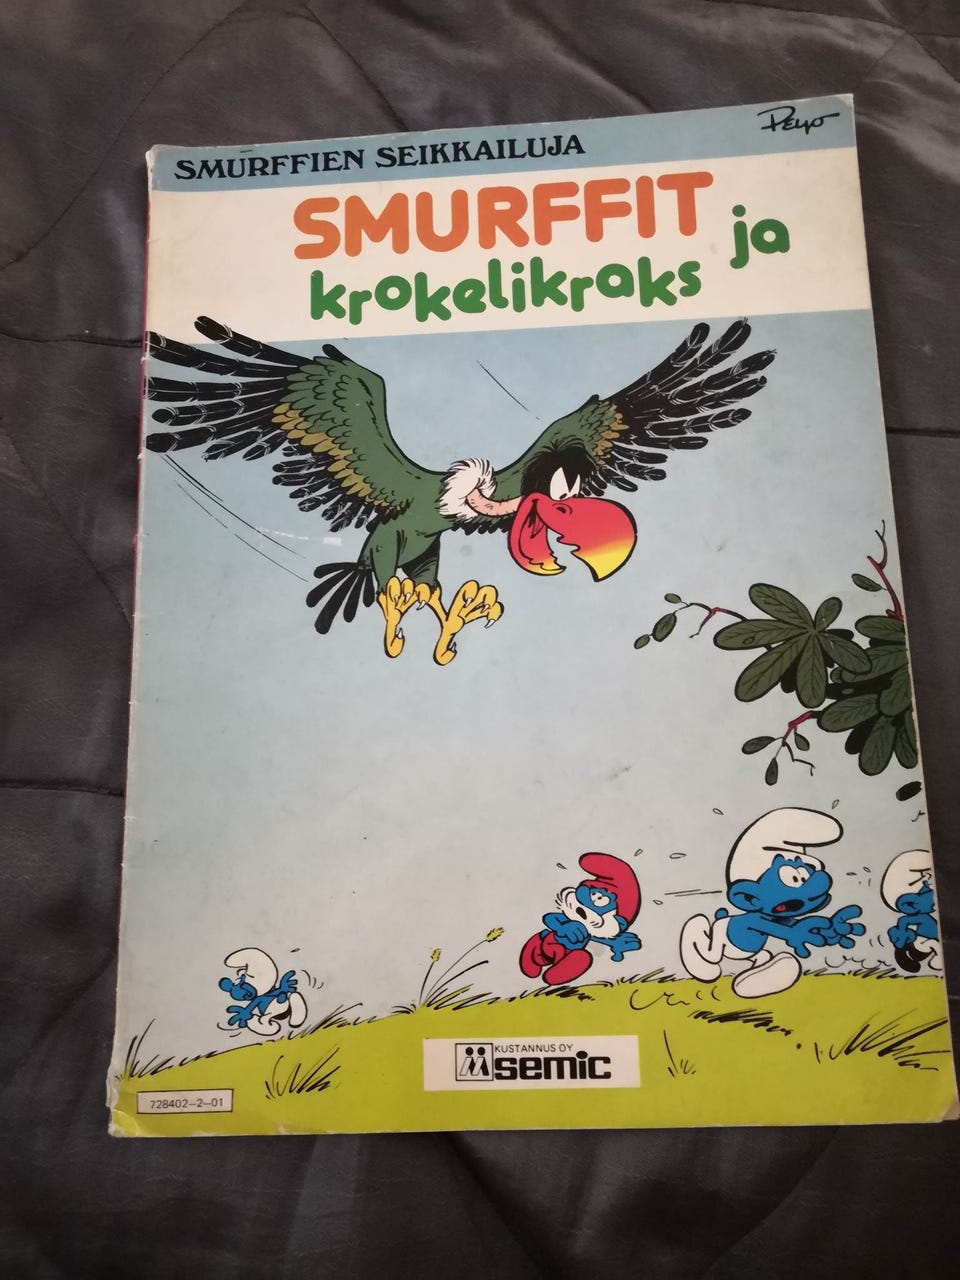 SMURFFIEN SEIKKAILUJA
Peyo
SMURFFIT
ja
krokelikraks
KUSTANNUS OY
semic
728402-2-01